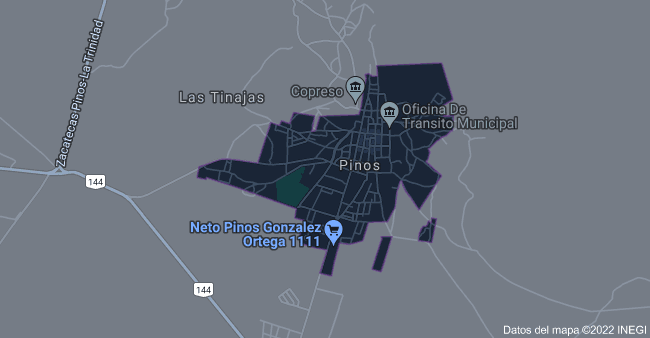 Zacatecas Pinos-La Trinidad
Las Tinajas
Copreso
Oficina De
Transito Municipal
Pinos
144
Neto Pinos Gonzalez
Ortega 1111
144
Datos del mapa ©2022 INEGI